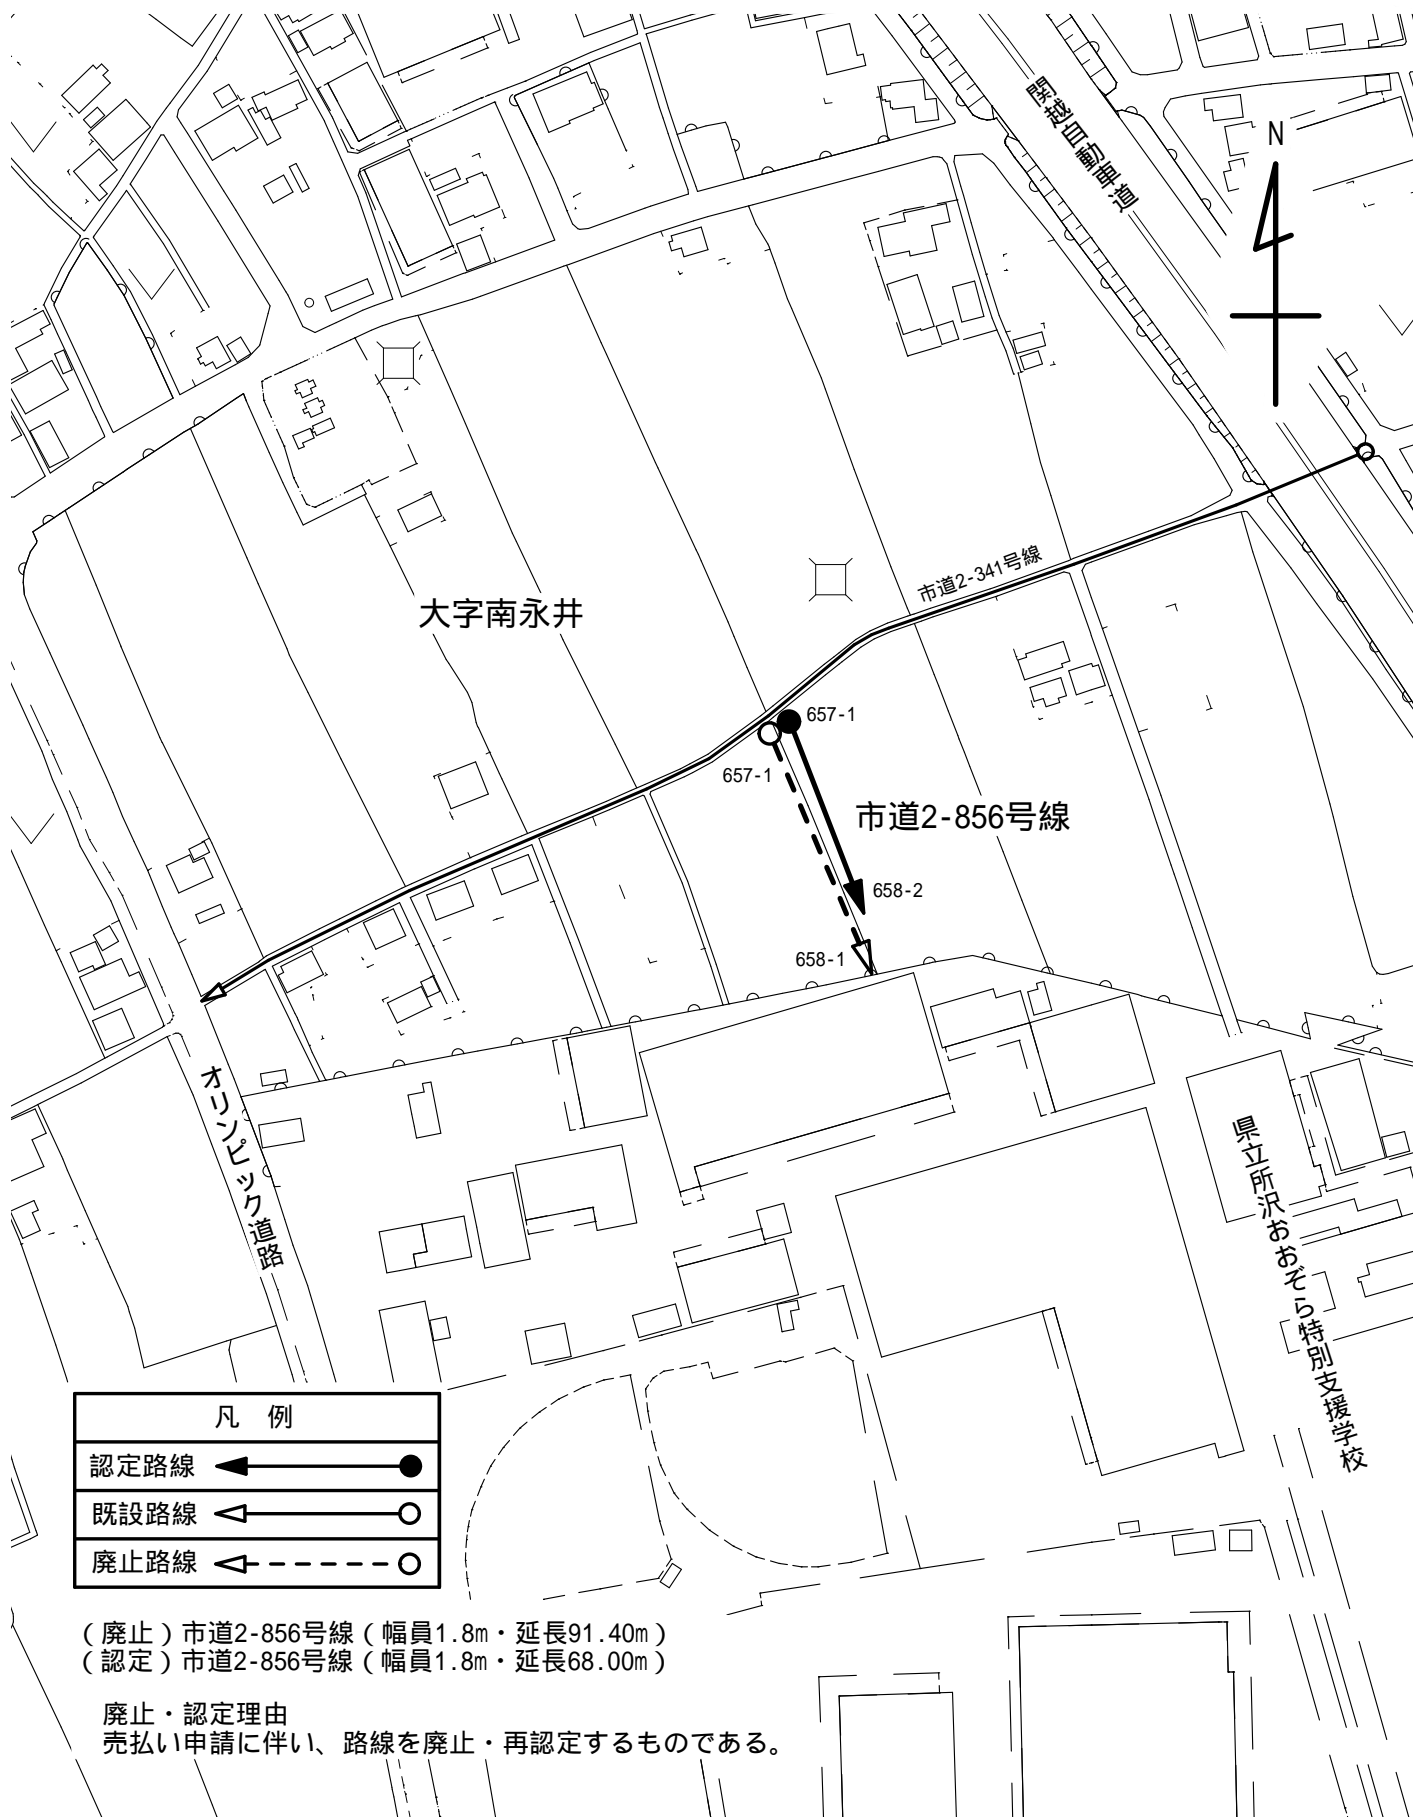 関越自動車道
N
市道2-341号線
大字南永井
657-1
657-1
市道2-856号線
658-2
658-1
オリンピック道路
県立所沢おおぞら特別支援学校
凡 例
認定路線
既設路線
廃止路線
(廃止)市道2-856号線(幅員1.8m・延長91.40m)
(認定)市道2-856号線(幅員1.8m・延長68.00m)
廃止・認定理由
売払い申請に伴い、路線を廃止・再認定するものである。